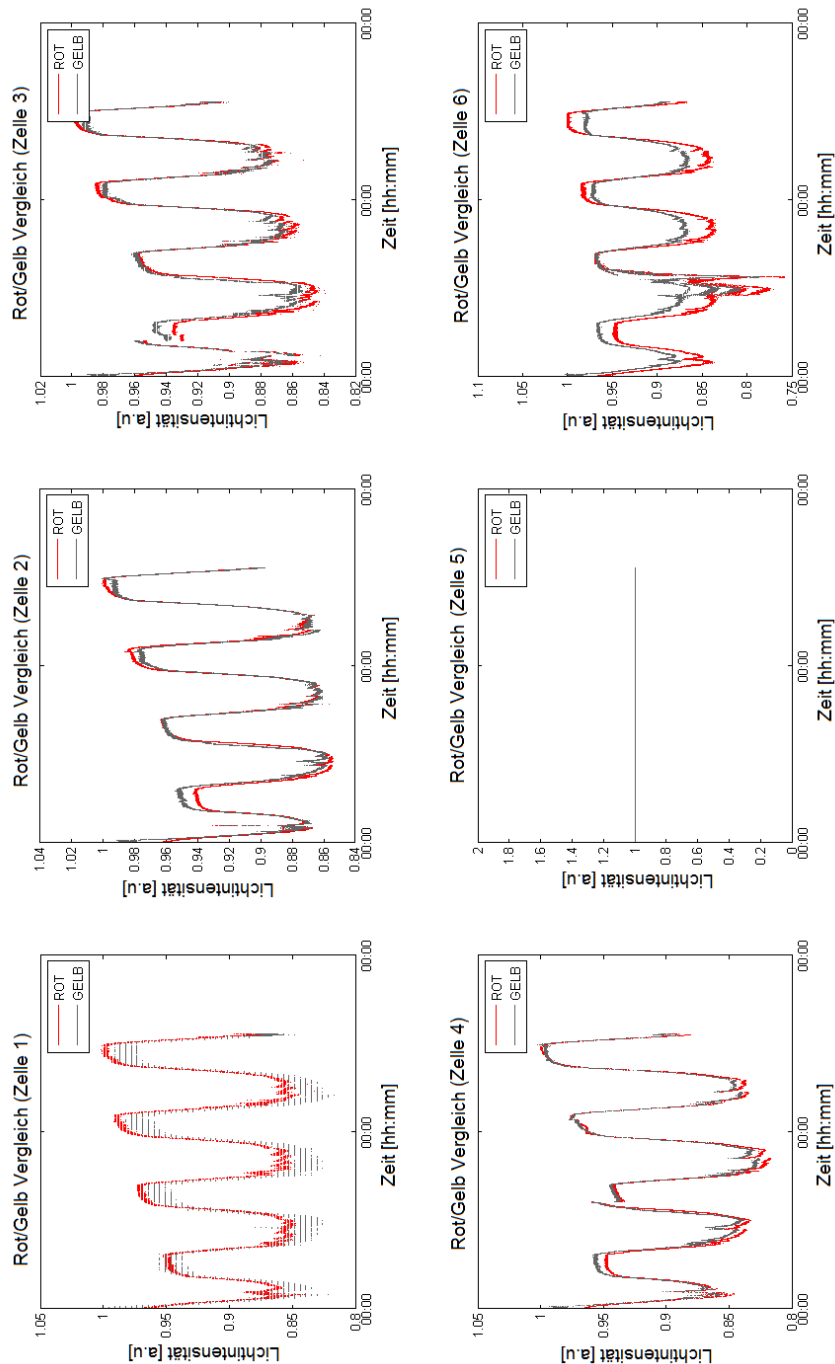 Rot/Gelb Vergleich (Zelle 1)
ROT
GELB
1.05
1
0.95
0.9
0.85
0.8
Lichtintensität [a.u]
00:00
00:00
00:00
Zeit [hh:mm]
Rot/Gelb Vergleich (Zelle 2)
ROT
GELB
1.04
1.02
1
0.98
0.96
0.94
0.92
0.9
0.88
0.86
0.84
Lichtintensität [a.u]
00:00
00:00
00:00
Zeit [hh:mm]
Rot/Gelb Vergleich (Zelle 3)
ROT
GELB
1.02
1
0.98
0.96
0.94
0.92
0.9
0.88
0.86
0.84
0.82
Lichtintensität [a.u]
00:00
00:00
00:00
Zeit [hh:mm]
Rot/Gelb Vergleich (Zelle 4)
ROT
GELB
1.05
1
0.95
0.9
0.85
0.8
Lichtintensität [a.u]
00:00
00:00
00:00
Zeit [hh:mm]
Rot/Gelb Vergleich (Zelle 5)
ROT
GELB
2
1.8
1.6
1.4
1.2
1
0.8
0.6
0.4
0.2
0
Lichtintensität [a.u]
00:00
00:00
00:00
Zeit [hh:mm]
Rot/Gelb Vergleich (Zelle 6)
ROT
GELB
1.1
1.05
1
0.95
0.9
0.85
0.8
0.75
Lichtintensität [a.u]
00:00
00:00
00:00
Zeit [hh:mm]